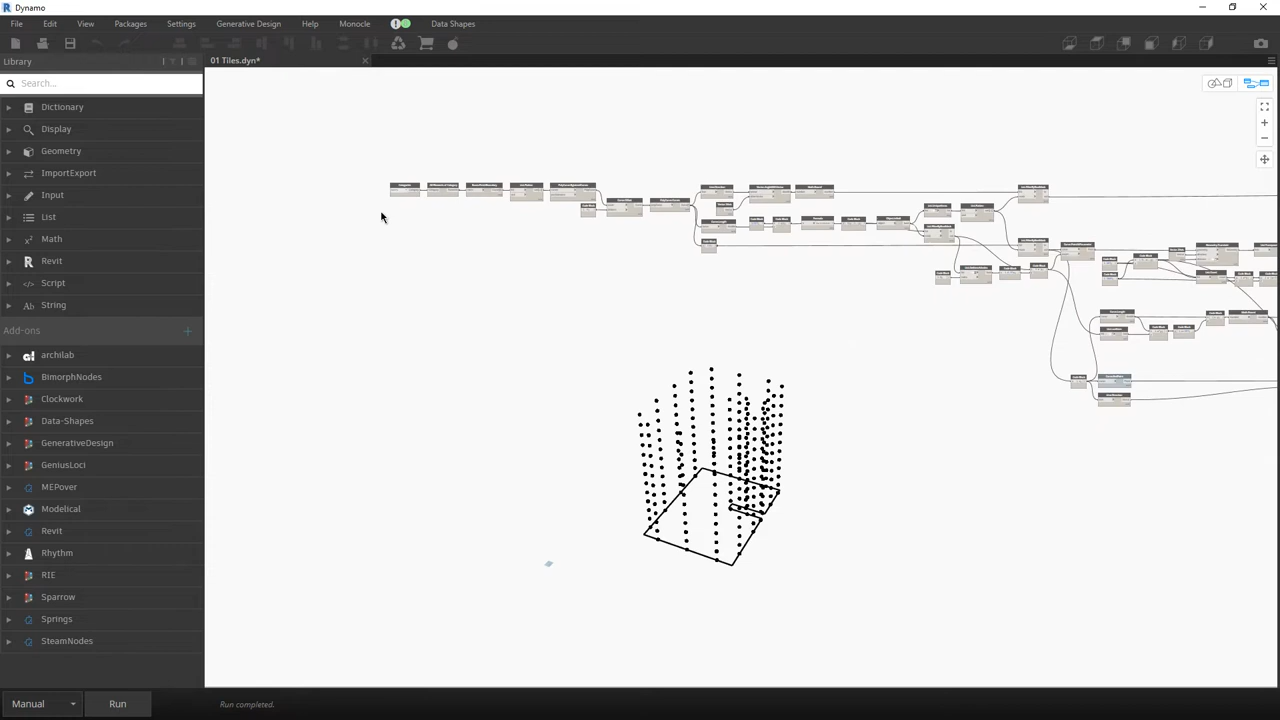 Dynamo
File Edit View Packages Settings Generative Design Help Monocle Data Shapes
Library
01 Tiles.dyn*
Search...
Dictionary
Display
Geometry
ImportExport
Input
List
Math
Revit
Script
String
Add-ons
archilab
BimorphNodes
Clockwork
Data-Shapes
GenerativeDesign
GeniusLoci
MEPover
Modelical
Revit
Rhythm
RIE
Sparrow
Springs
SteamNodes
Manual
Run
Run completed.